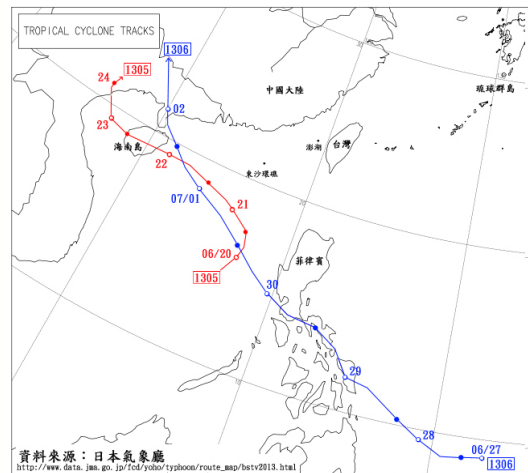 TROPICAL CYCLONE TRACKS
1306
24
1305
02
23
海南島
22
07/01
21
06/20
1305
中國大陸
琉球群島
澎湖
台灣
東沙環礁
20
菲律賓
30
10
29
28
06/27
1306
資料來源：日本氣象廳
http://www.data.jma.go.jp/fcd/yoho/typhoon/route_map/bstv2013.html